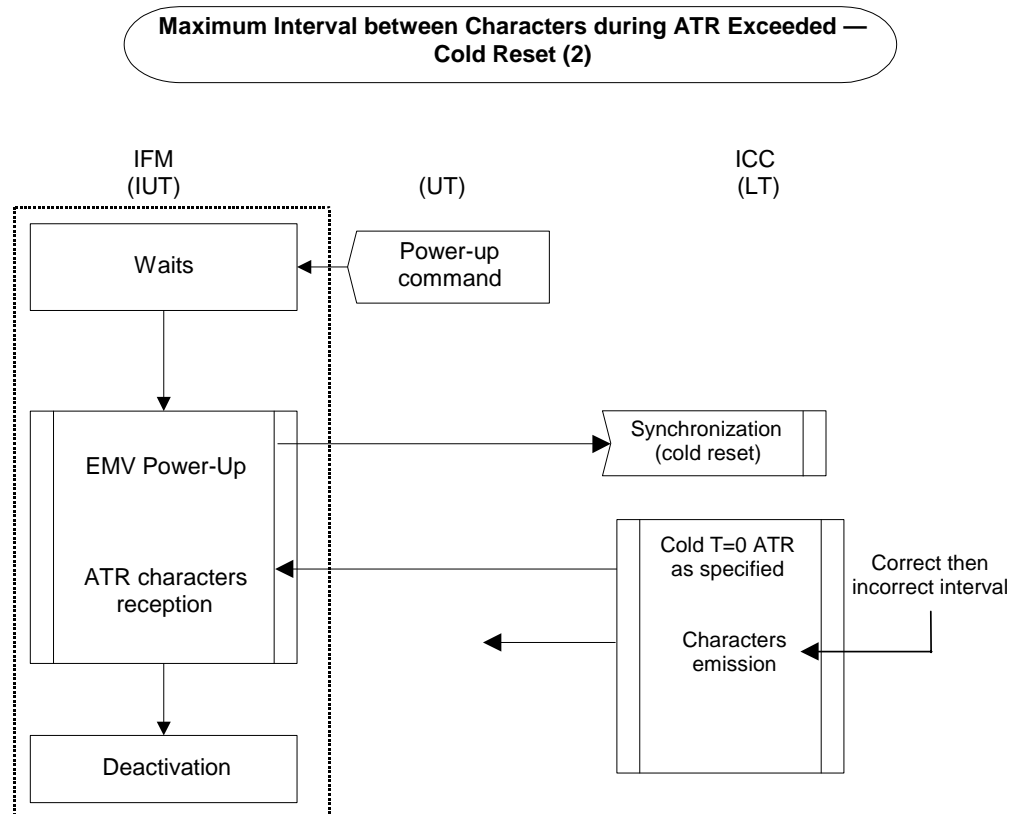 Maximum Interval between Characters during ATR Exceeded —
Cold Reset (2)
IFM
(IUT)
(UT)
ICC
(LT)
Waits
Power-up
command
EMV Power-Up
Synchronization
(cold reset)
ATR characters
reception
Cold T=0 ATR
as specified
Correct then
incorrect interval
Characters
emission
Deactivation